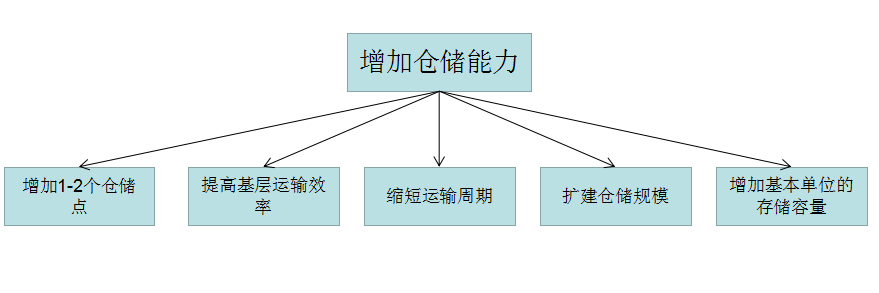 增加仓储能力
增加1-2个仓储
点
提高基层运输效
率
缩短运输周期
扩建仓储规模
增加基本单位的
存储容量